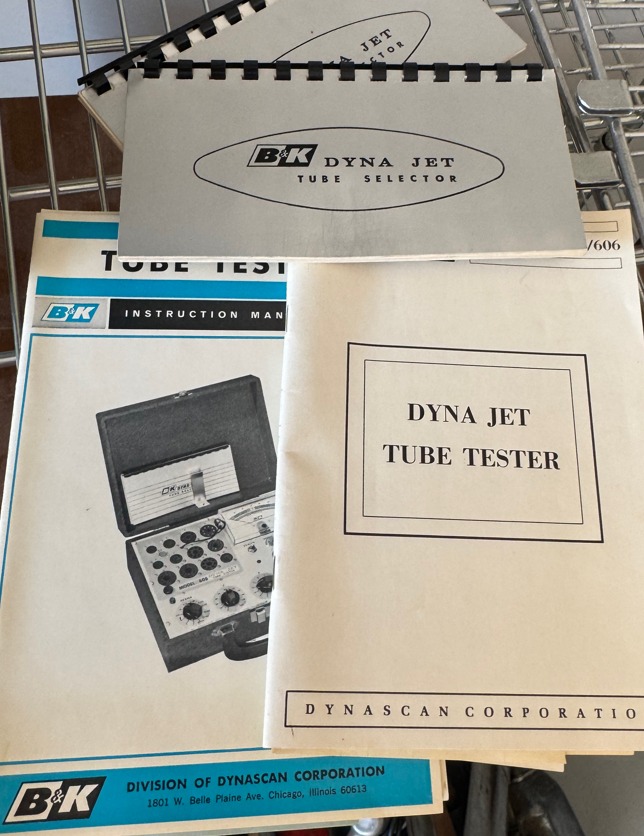 A JET
CTOR
B&K DYNA JET
TUBE SELECTOR
TUBE TEST
/606
B&K INSTRUCTION MAN
DYNA JET
TUBE TESTER
B&K
DYNASCAN CORPORATIO
B&K
DIVISION OF DYNASCAN CORPORATION
1801 W. Belle Plaine Ave. Chicago, Illinois 60613